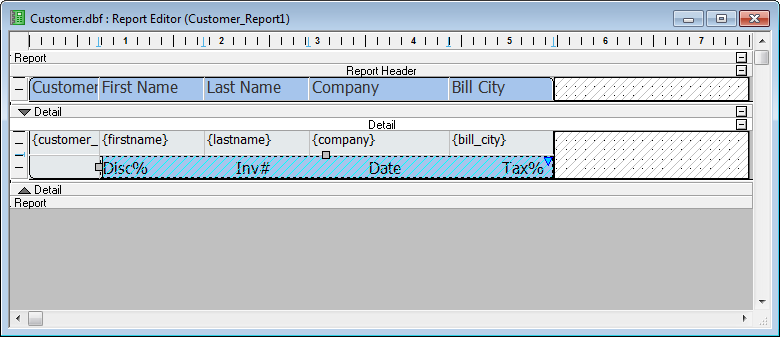 Customer.dbf : Report Editor (Customer_Report1)
1 2 3 4 5 6 7
Report
Report Header
Customer First Name Last Name Company Bill City
Detail
Detail
{customer_ {firstname} {lastname} {company} {bill_city}
Disc% Inv# Date Tax%
Detail
Report